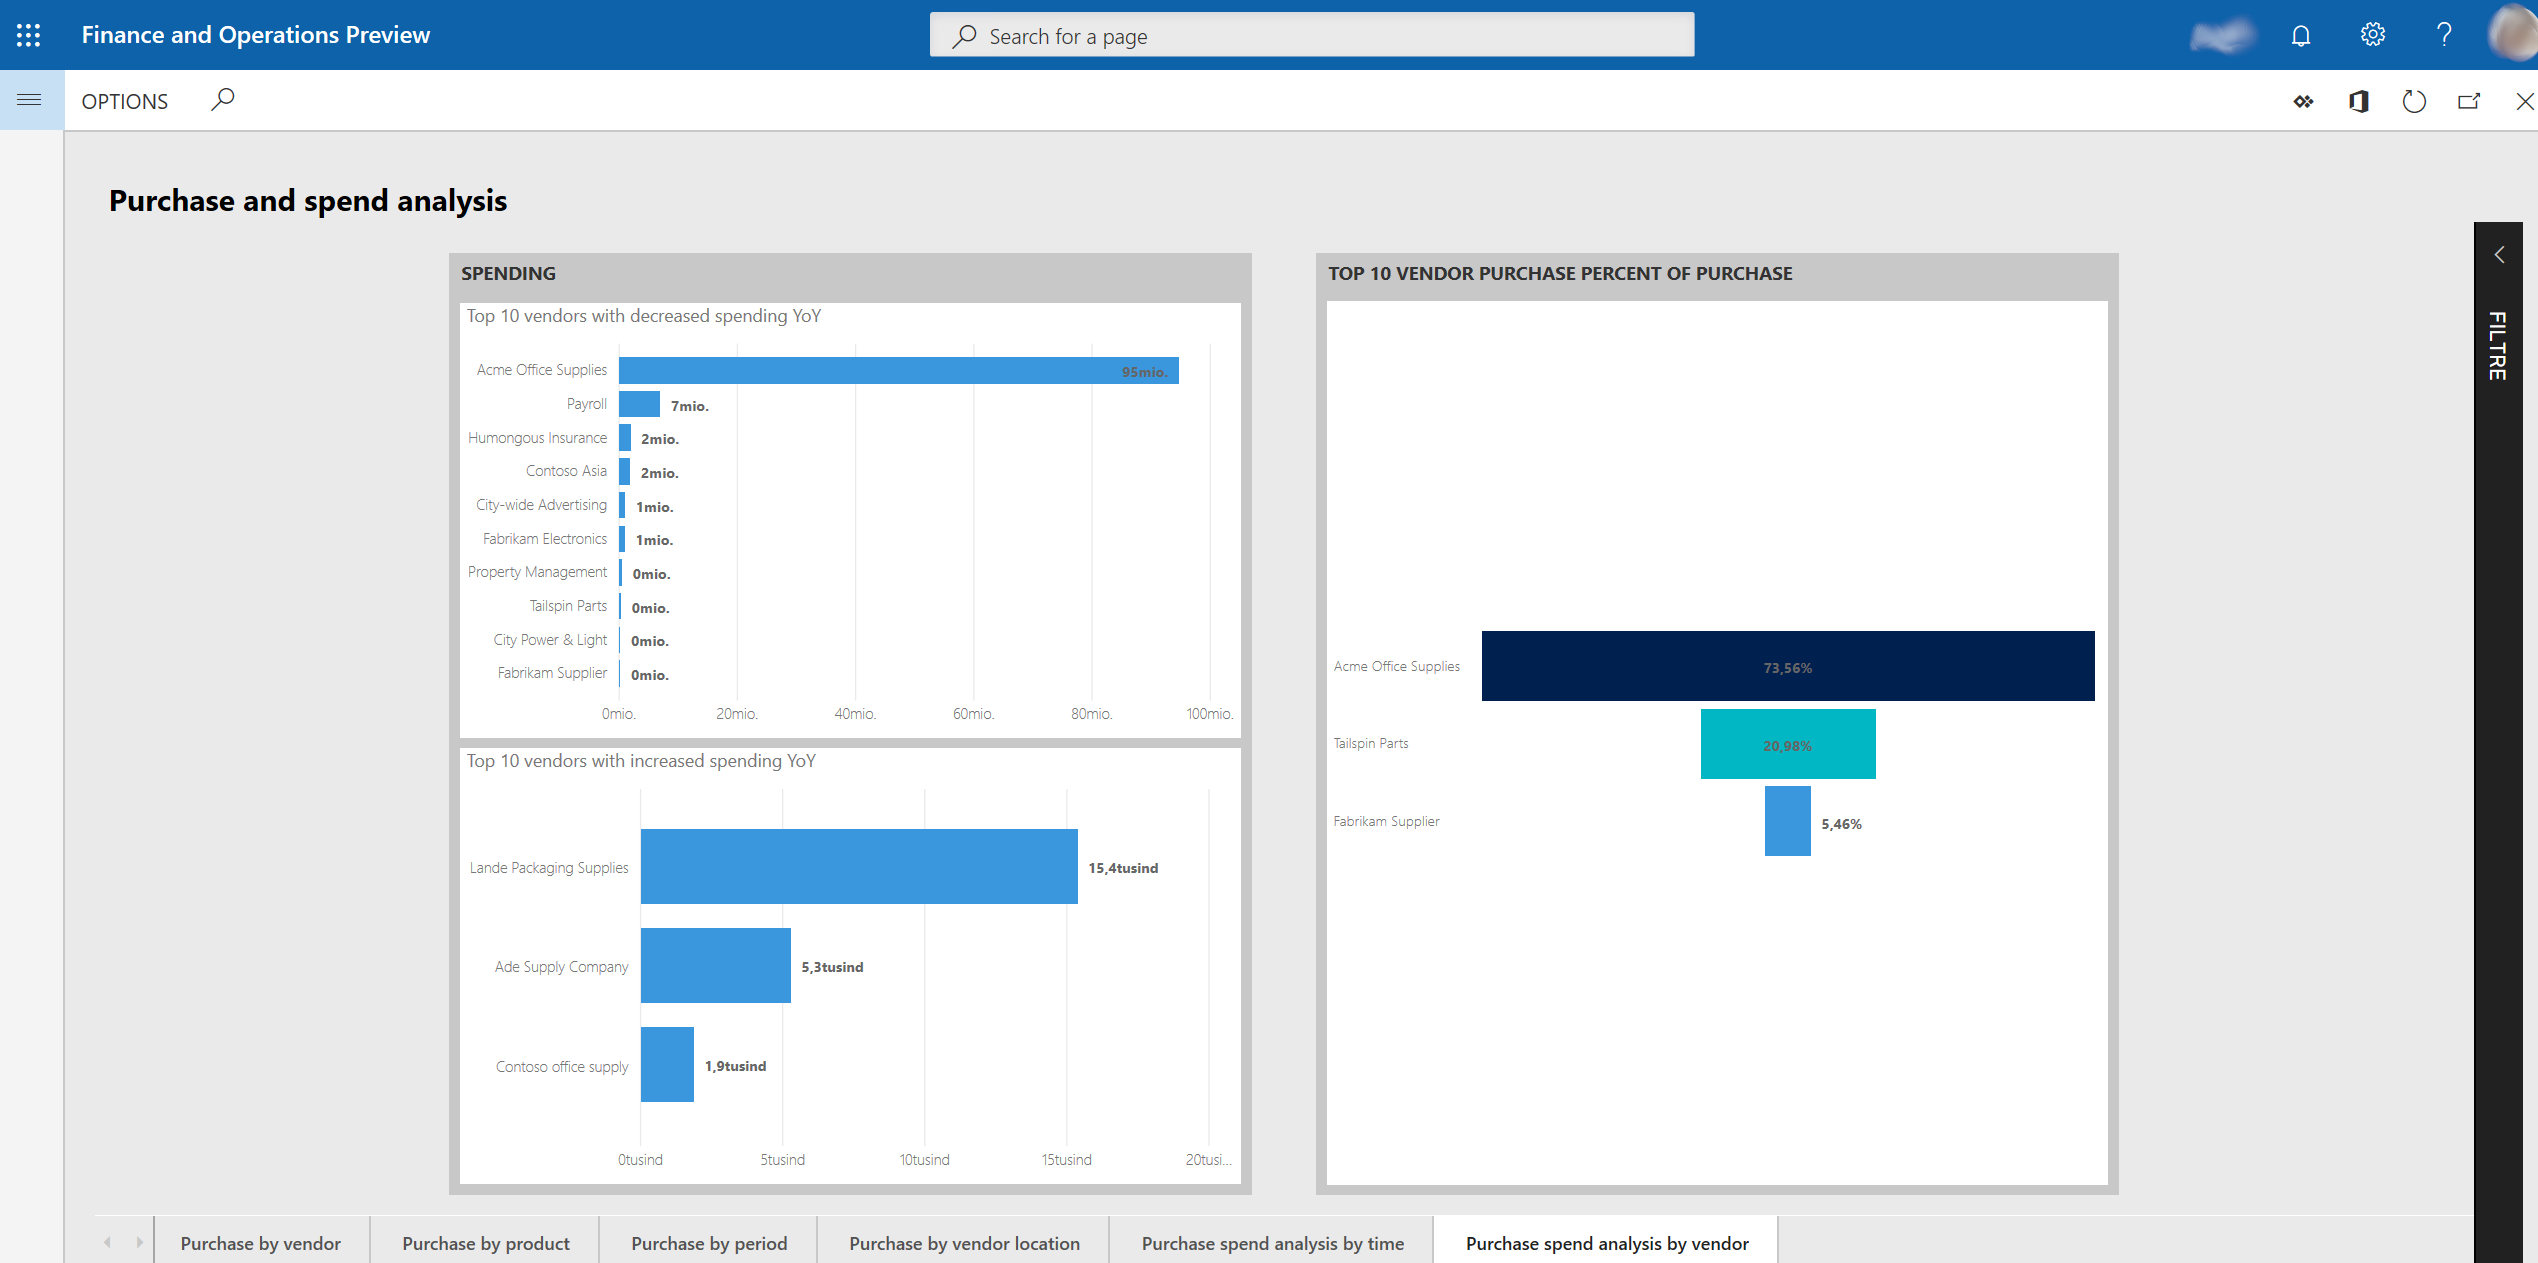 Finance and Operations Preview
Search for a page
?
OPTIONS
Purchase and spend analysis
SPENDING
Top 10 vendors with decreased spending YoY
Acme Office Supplies 95mio.
Payroll 7mio.
Humongous Insurance 2mio.
Contoso Asia 2mio.
City-wide Advertising 1mio.
Fabrikam Electronics 1mio.
Property Management 0mio.
Tailspin Parts 0mio.
City Power & Light 0mio.
Fabrikam Supplier 0mio.
0mio. 20mio. 40mio. 60mio. 80mio. 100mio.
Top 10 vendors with increased spending YoY
Lande Packaging Supplies 15,4tusind
Ade Supply Company 5,3tusind
Contoso office supply 1,9tusind
0tusind 5tusind 10tusind 15tusind 20tusi...
TOP 10 VENDOR PURCHASE PERCENT OF PURCHASE
Acme Office Supplies 73,56%
Tailspin Parts 20,98%
Fabrikam Supplier 5,46%
FILTRE
Purchase by vendor
Purchase by product
Purchase by period
Purchase by vendor location
Purchase spend analysis by time
Purchase spend analysis by vendor